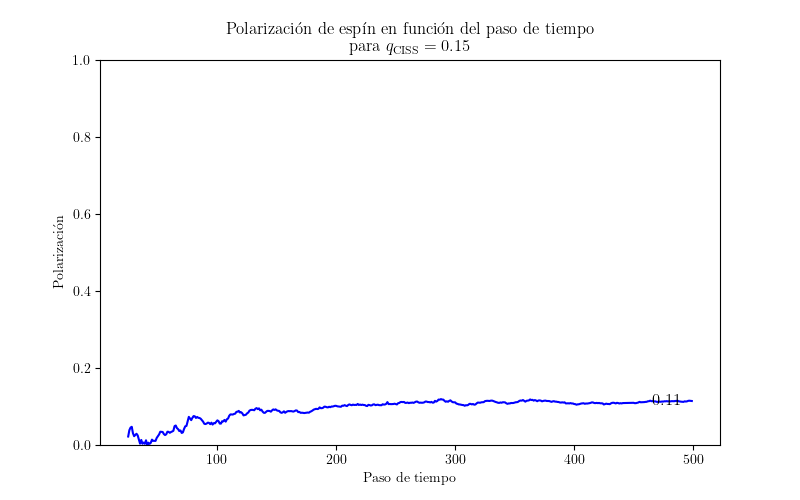 Polarización de espín en función del paso de tiempo
para qCISS = 0.15
1.0
0.8
0.6
0.4
0.2
0.0
Polarización
0.11
100 200 300 400 500
Paso de tiempo